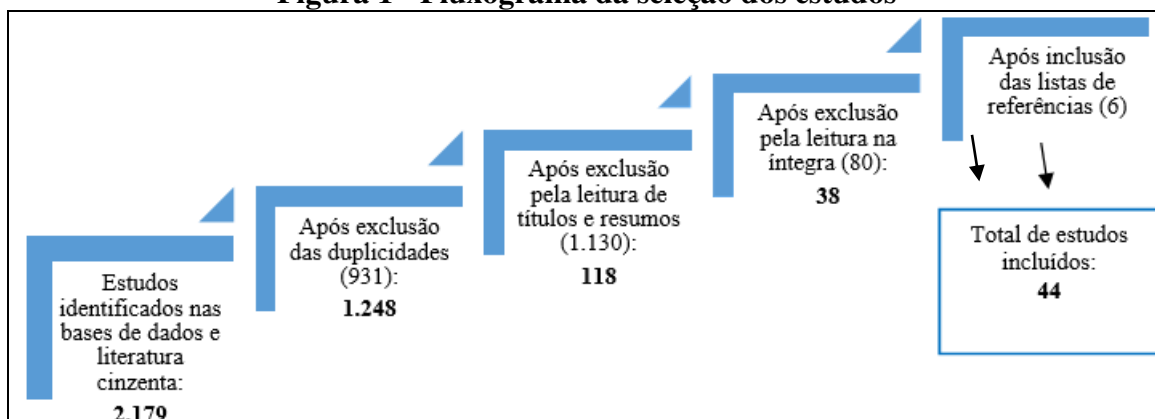 Figura 1 - Fluxograma da seleção dos estudos
Estudos
identificados nas
bases de dados e
literatura
cinzenta:
2.179
Após exclusão
das duplicidades
(931):
1.248
Após exclusão
pela leitura de
títulos e resumos
(1.130):
118
Após exclusão
pela leitura na
íntegra (80):
38
Após inclusão
das listas de
referências (6)
Total de estudos
incluídos:
44